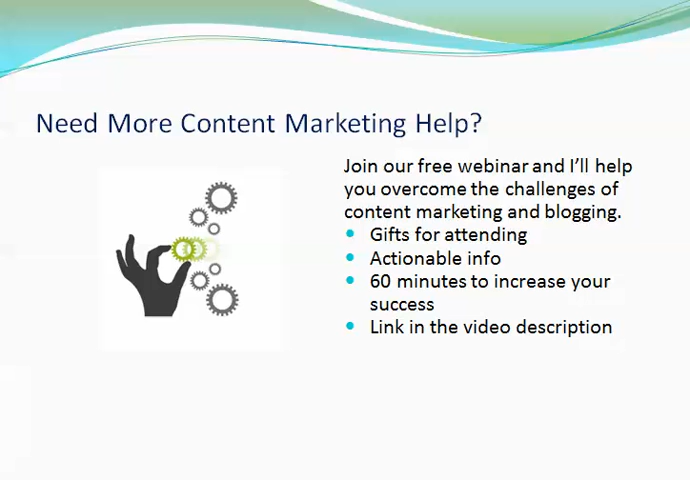 Need More Content Marketing Help?
Join our free webinar and I’ll help
you overcome the challenges of
content marketing and blogging.
• Gifts for attending
• Actionable info
• 60 minutes to increase your
success
• Link in the video description